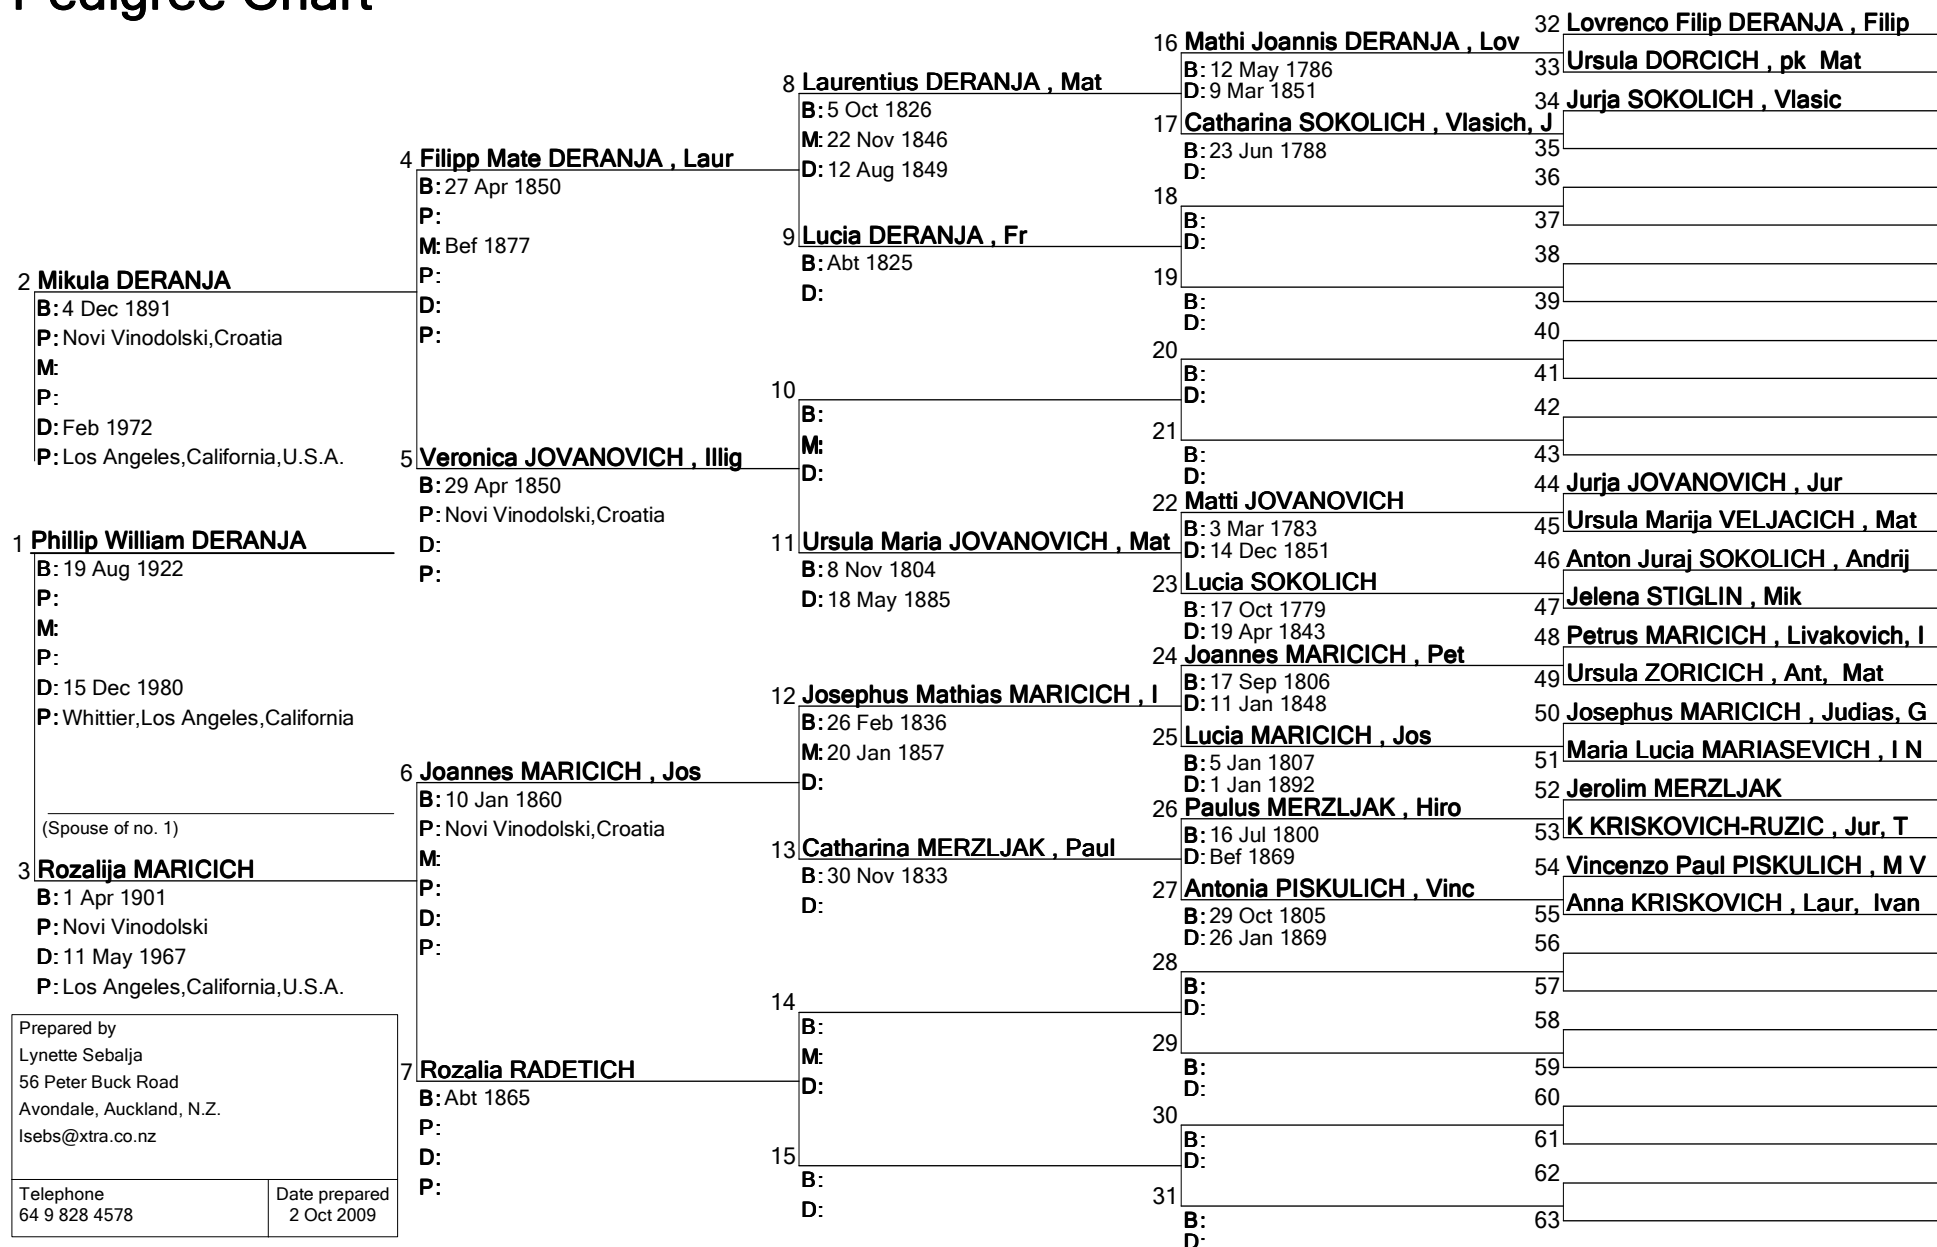 Pedigree Chart
2 Mikula DERANJA
B: 4 Dec 1891
P: Novi Vinodolski,Croatia
M:
P:
D: Feb 1972
P: Los Angeles,California,U.S.A.
1 Phillip William DERANJA
B: 19 Aug 1922
P:
M:
P:
D: 15 Dec 1980
P: Whittier,Los Angeles,California
(Spouse of no. 1)
3 Rozalija MARICICH
B: 1 Apr 1901
P: Novi Vinodolski
D: 11 May 1967
P: Los Angeles,California,U.S.A.
Prepared by
Lynette Sebalja
56 Peter Buck Road
Avondale, Auckland, N.Z.
lsebs@xtra.co.nz
Telephone
64 9 828 4578
Date prepared
2 Oct 2009
4 Filipp Mate DERANJA , Laur
B: 27 Apr 1850
P:
M: Bef 1877
P:
D:
P:
5 Veronica JOVANOVICH , Illig
B: 29 Apr 1850
P: Novi Vinodolski,Croatia
D:
P:
6 Joannes MARICICH , Jos
B: 10 Jan 1860
P: Novi Vinodolski,Croatia
M:
P:
D:
P:
7 Rozalia RADETICH
B: Abt 1865
P:
D:
P:
8 Laurentius DERANJA , Mat
B: 5 Oct 1826
M: 22 Nov 1846
D: 12 Aug 1849
9 Lucia DERANJA , Fr
B: Abt 1825
D:
10
B:
M:
D:
11 Ursula Maria JOVANOVICH , Mat
B: 8 Nov 1804
D: 18 May 1885
12 Josephus Mathias MARICICH , I
B: 26 Feb 1836
M: 20 Jan 1857
D:
13 Catharina MERZLJAK , Paul
B: 30 Nov 1833
D:
14
B:
M:
D:
15
B:
D:
16 Mathi Joannis DERANJA , Lov
B: 12 May 1786
D: 9 Mar 1851
17 Catharina SOKOLICH , Vlasich, J
B: 23 Jun 1788
D:
18
B:
D:
19
B:
D:
20
B:
D:
21
B:
D:
22 Matti JOVANOVICH
B: 3 Mar 1783
D: 14 Dec 1851
23 Lucia SOKOLICH
B: 17 Oct 1779
D: 19 Apr 1843
24 Joannes MARICICH , Pet
B: 17 Sep 1806
D: 11 Jan 1848
25 Lucia MARICICH , Jos
B: 5 Jan 1807
D: 1 Jan 1892
26 Paulus MERZLJAK , Hiro
B: 16 Jul 1800
D: Bef 1869
27 Antonia PISKULICH , Vinc
B: 29 Oct 1805
D: 26 Jan 1869
28
B:
D:
29
B:
D:
30
B:
D:
31
B:
D:
32 Lovrenco Filip DERANJA , Filip
33 Ursula DORCICH , pk Mat
34 Jurja SOKOLICH , Vlasic
35
36
37
38
39
40
41
42
43
44 Jurja JOVANOVICH , Jur
45 Ursula Marija VELJACICH , Mat
46 Anton Juraj SOKOLICH , Andrij
47 Jelena STIGLIN , Mik
48 Petrus MARICICH , Livakovich, I
49 Ursula ZORICICH , Ant, Mat
50 Josephus MARICICH , Judias, G
51 Maria Lucia MARIASEVICH , I N
52 Jerolim MERZLJAK
53 K KRISKOVICH-RUZIC , Jur, T
54 Vincenzo Paul PISKULICH , M V
55 Anna KRISKOVICH , Laur, Ivan
56
57
58
59
60
61
62
63